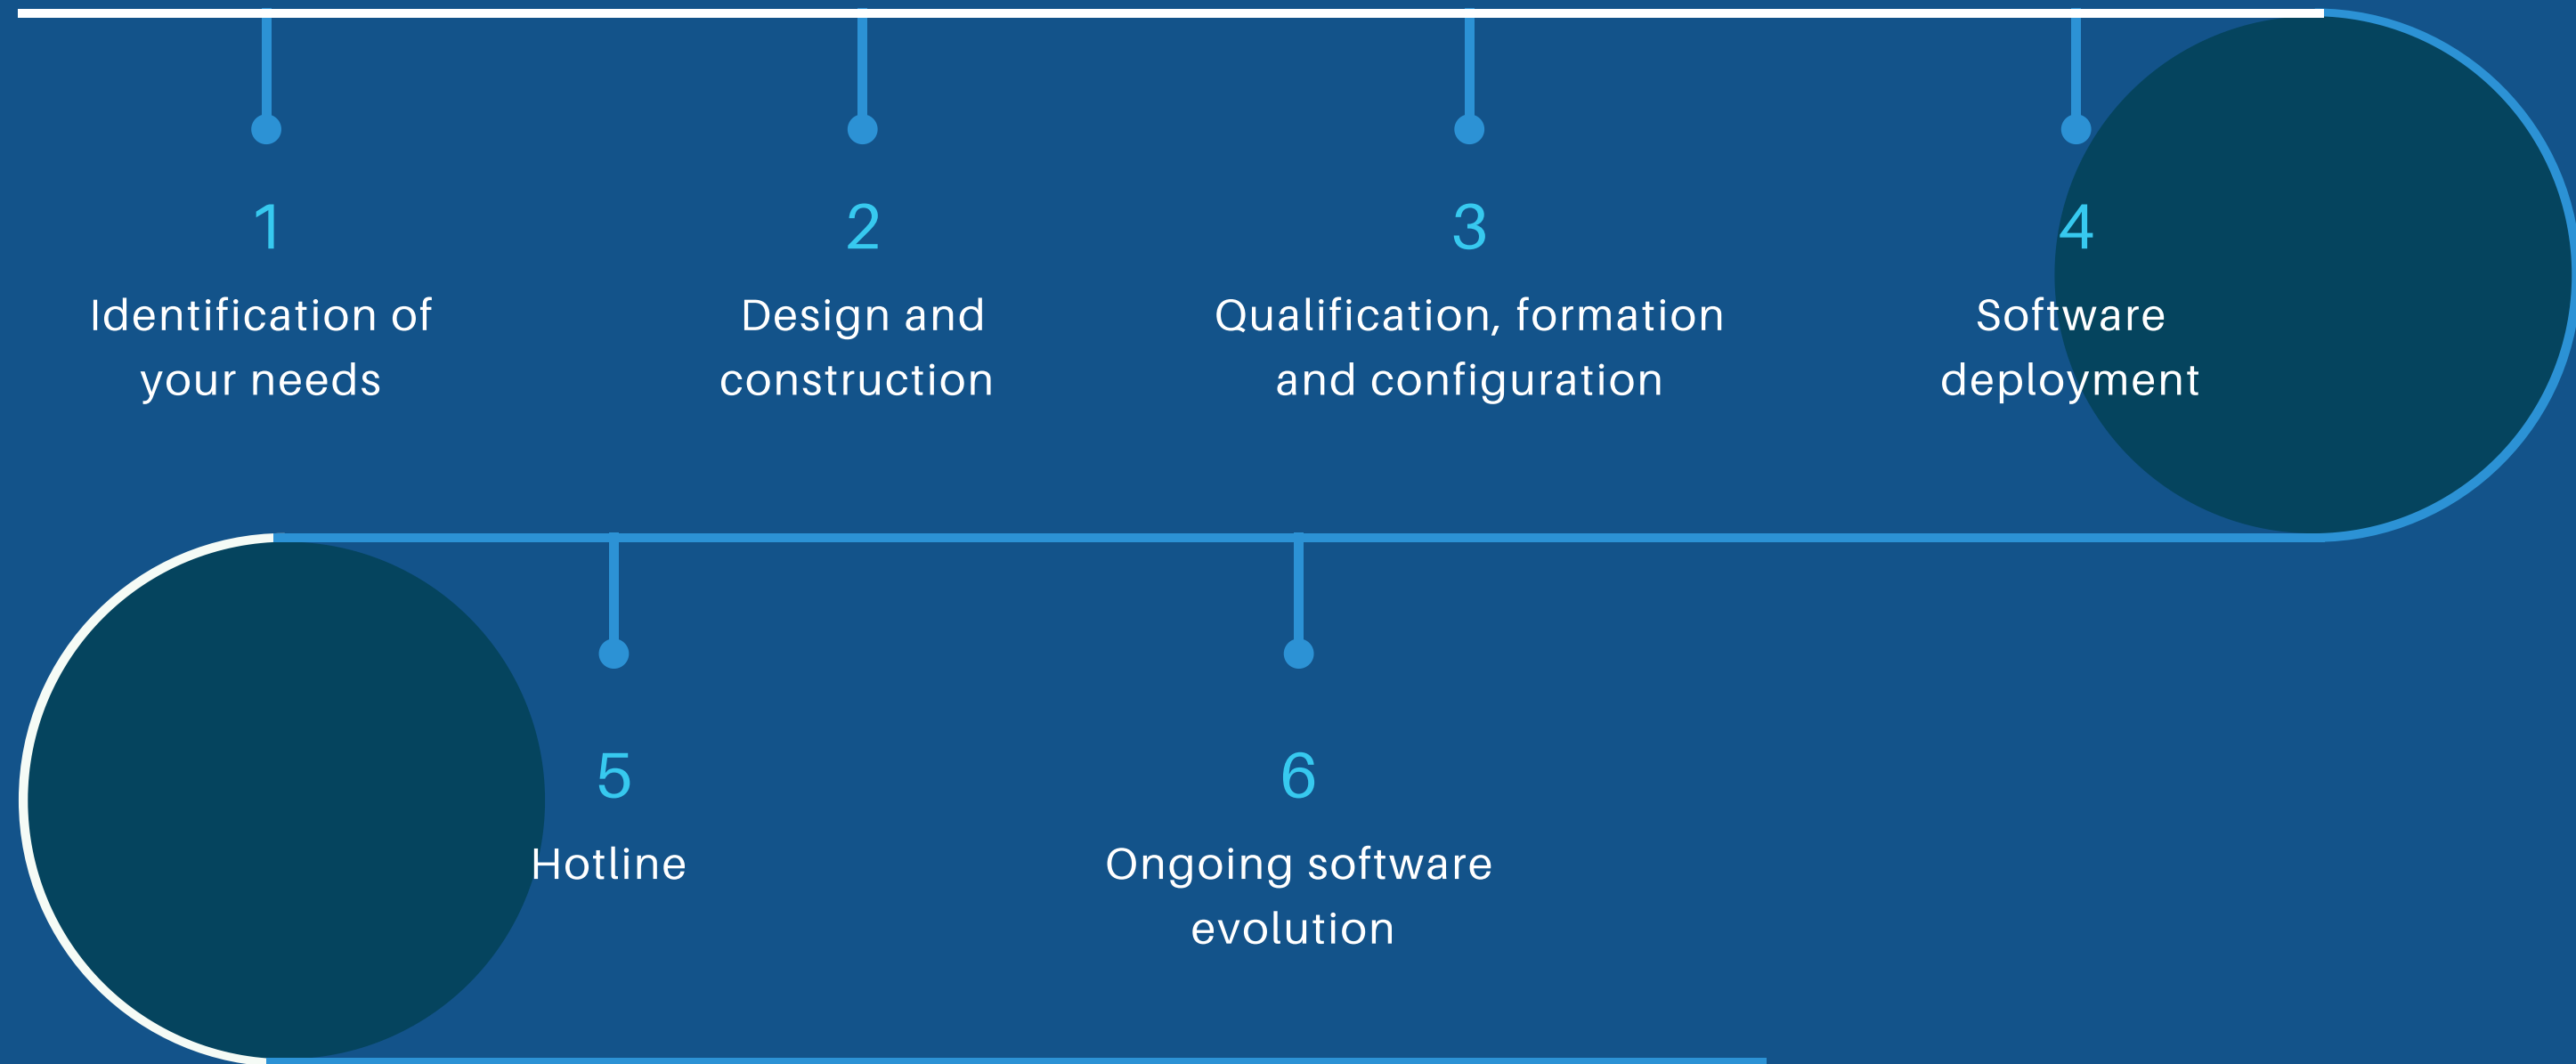 1
Identification of
your needs
2
Design and
construction
3
Qualification, formation
and configuration
4
Software
deployment
5
Hotline
6
Ongoing software
evolution